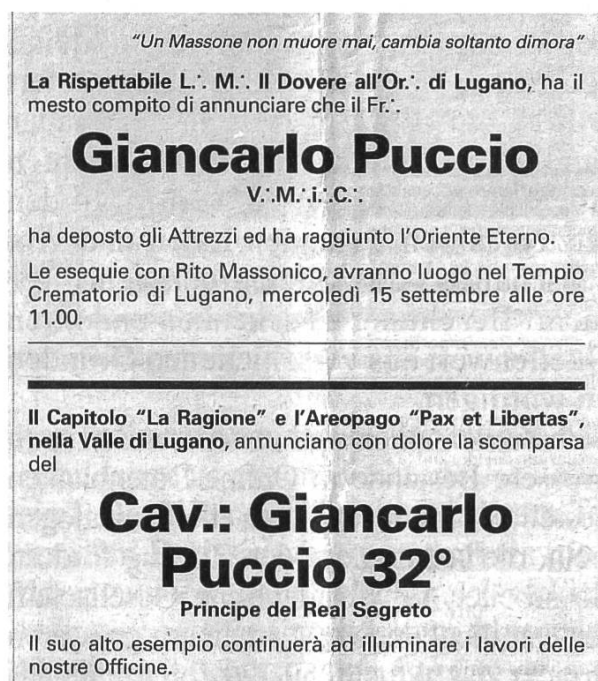 "Un Massone non muore mai, cambia soltanto dimora"
La Rispettabile L∴ M∴ Il Dovere all'Or∴ di Lugano, ha il
mesto compito di annunciare che il Fr∴
Giancarlo Puccio
V∴M∴i∴C∴
ha deposto gli Attrezzi ed ha raggiunto l'Oriente Eterno.
Le esequie con Rito Massonico, avranno luogo nel Tempio
Crematorio di Lugano, mercoledì 15 settembre alle ore
11.00.
Il Capitolo "La Ragione" e l'Areopago "Pax et Libertas",
nella Valle di Lugano, annunciano con dolore la scomparsa
del
Cav.: Giancarlo
Puccio 32°
Principe del Real Segreto
Il suo alto esempio continuerà ad illuminare i lavori delle
nostre Officine.